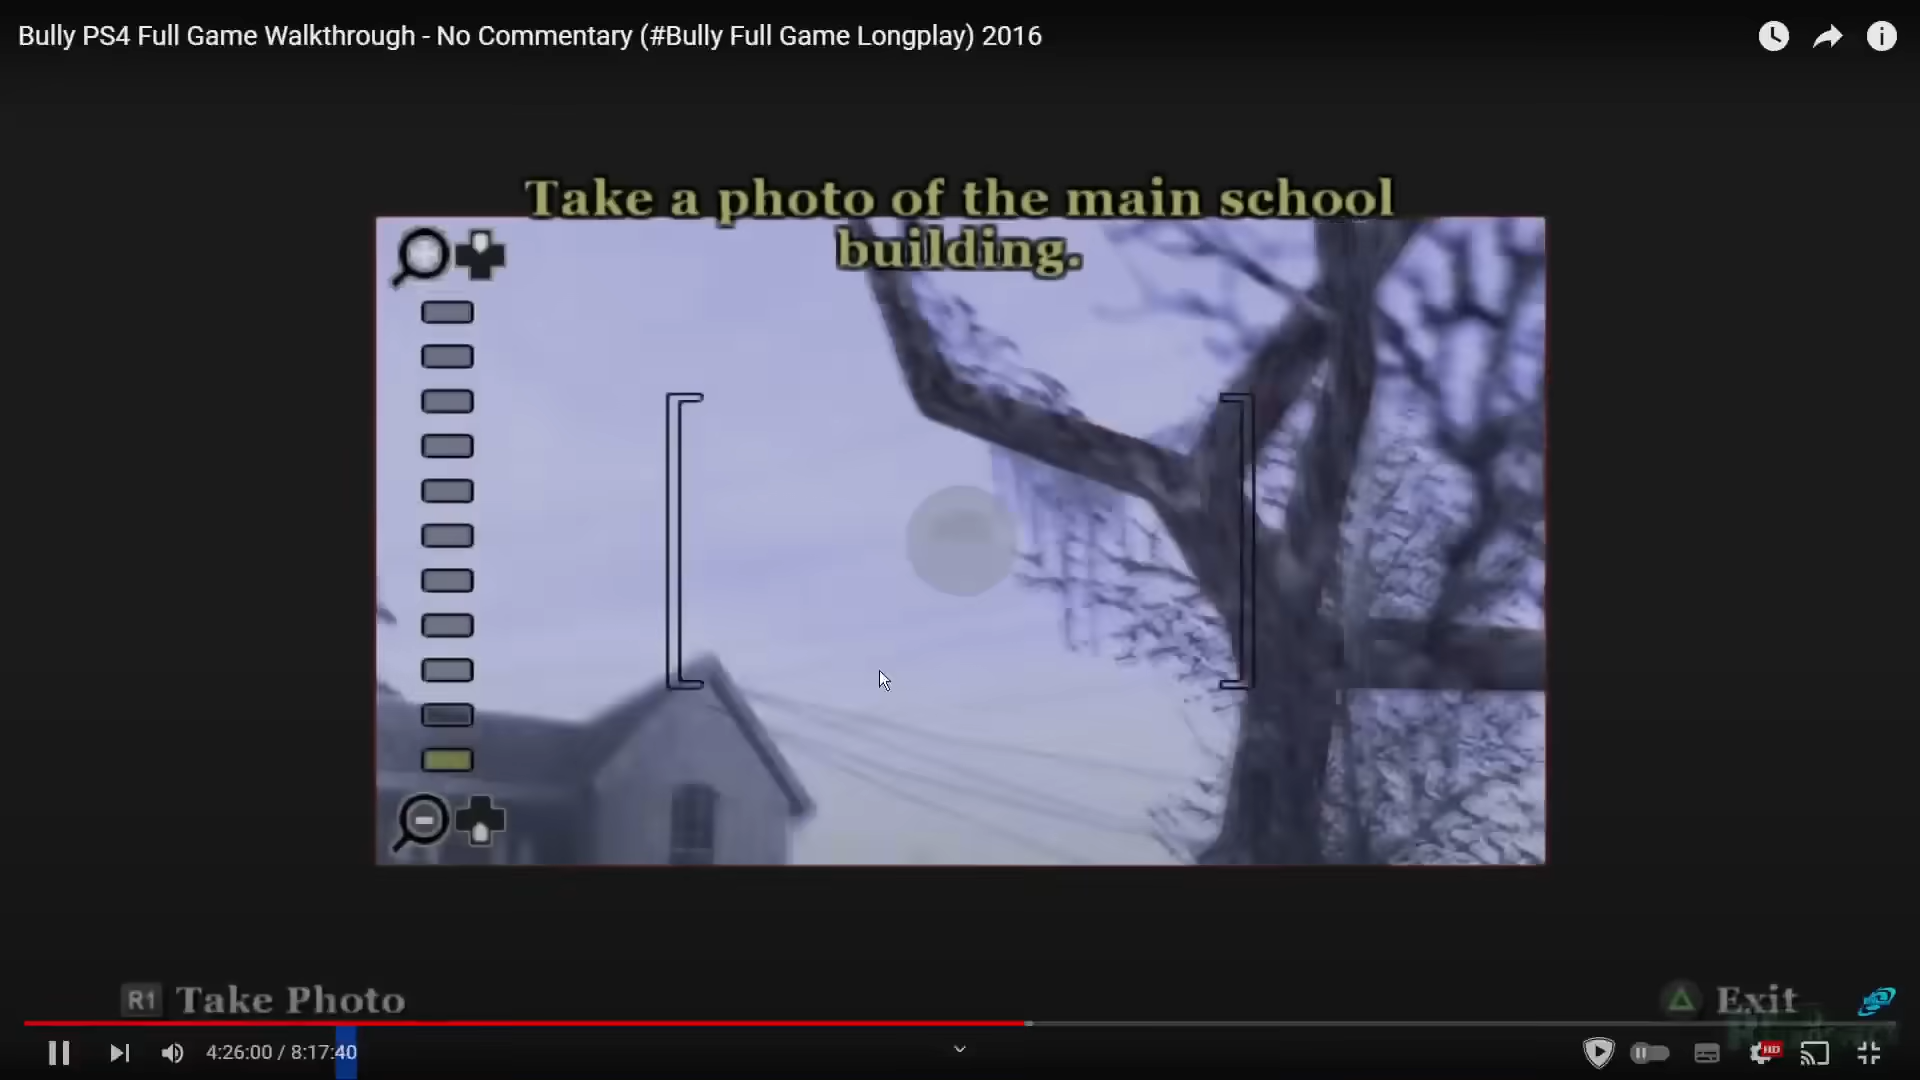 Bully PS4 Full Game Walkthrough - No Commentary (#Bully Full Game Longplay) 2016
Take a photo of the main school
building.
R1 Take Photo
Exit
4:26:00 / 8:17:40
HD